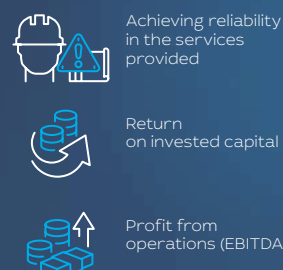 Achieving reliability
in the services
provided
Return
on invested capital
Profit from
operations (EBITDA